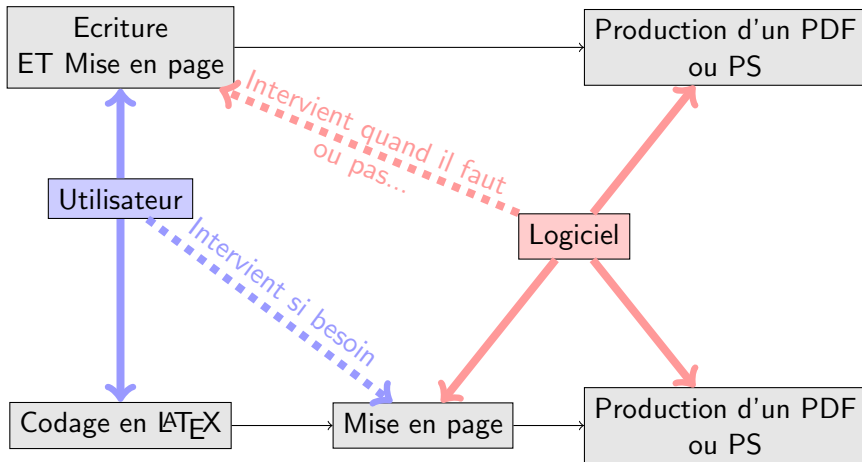 Ecriture
ET Mise en page
Production d'un PDF
ou PS
Intervient quand il faut
ou pas...
Utilisateur
Logiciel
Intervient si besoin
Codage en LATEX
Mise en page
Production d'un PDF
ou PS